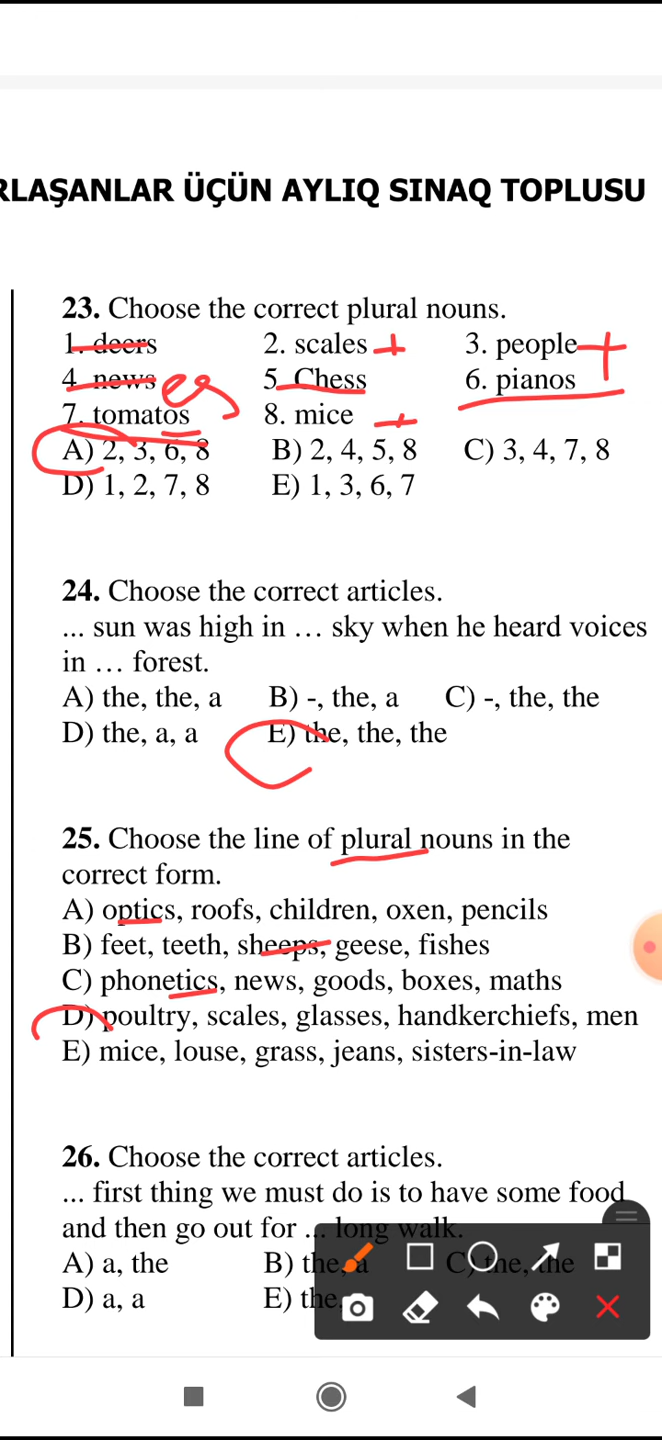 RLAŞANLAR ÜÇÜN AYLIQ SINAQ TOPLUSU
23. Choose the correct plural nouns.
1. deers 2. scales + 3. people +
4. news es 5. Chess 6. pianos
7. tomatos 8. mice +
A) 2, 3, 6, 8 B) 2, 4, 5, 8 C) 3, 4, 7, 8
D) 1, 2, 7, 8 E) 1, 3, 6, 7
24. Choose the correct articles.
... sun was high in ... sky when he heard voices
in ... forest.
A) the, the, a B) -, the, a C) -, the, the
D) the, a, a E) the, the, the
25. Choose the line of plural nouns in the
correct form.
A) optics, roofs, children, oxen, pencils
B) feet, teeth, sheeps, geese, fishes
C) phonetics, news, goods, boxes, maths
D) poultry, scales, glasses, handkerchiefs, men
E) mice, louse, grass, jeans, sisters-in-law
26. Choose the correct articles.
... first thing we must do is to have some food
and then go out for ... long walk.
A) a, the B) the, a C) the, the
D) a, a E) the,